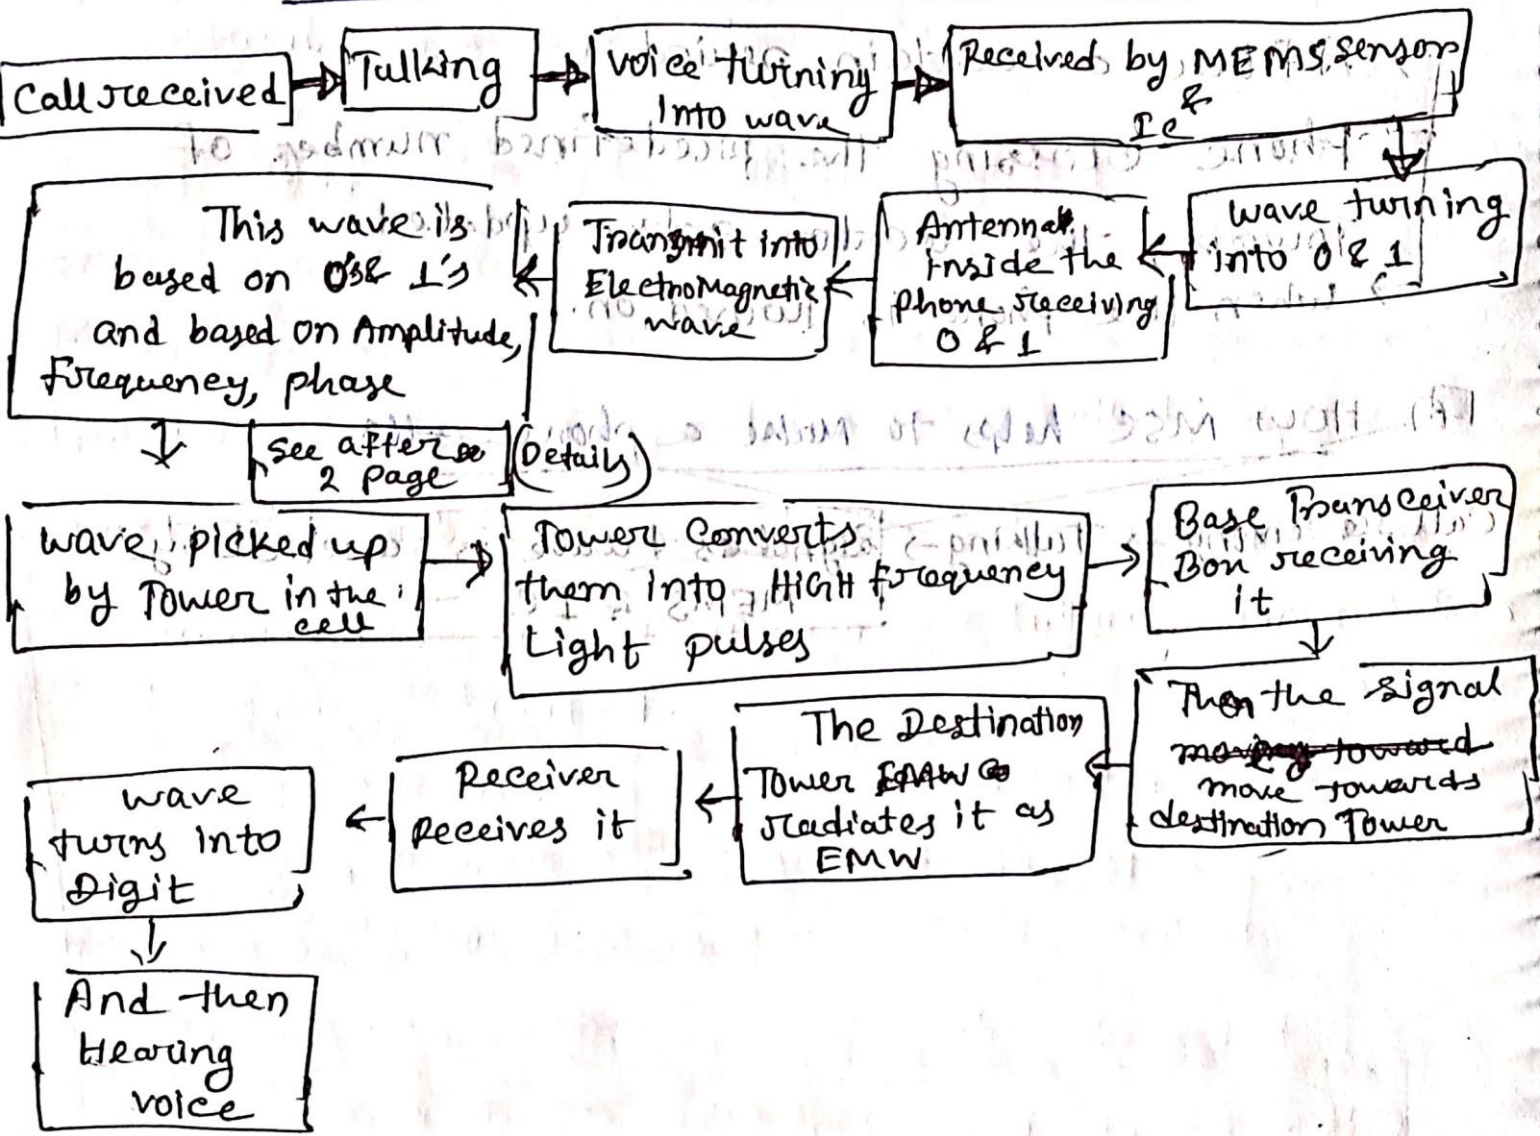 Call received
Talking
voice turning
Into wave
Received by MEMS sensor
&
Ic
wave turning
into 0 & 1
Antenna
inside the
phone receiving
0 & 1
Transmit into
ElectroMagnetic
wave
This wave is
based on 0's & 1's
and based on Amplitude,
frequency, phase
See after
2 page
(Details)
wave picked up
by Tower in the
cell
Tower Converts
them into HIGH frequency
Light pulses
Base Transceiver
Box receiving
it
Then the signal
moving toward
move towards
destination Tower
The Destination
Tower EMW
radiates it as
EMW
Receiver
Receives it
wave
turns into
Digit
And then
Hearing
voice